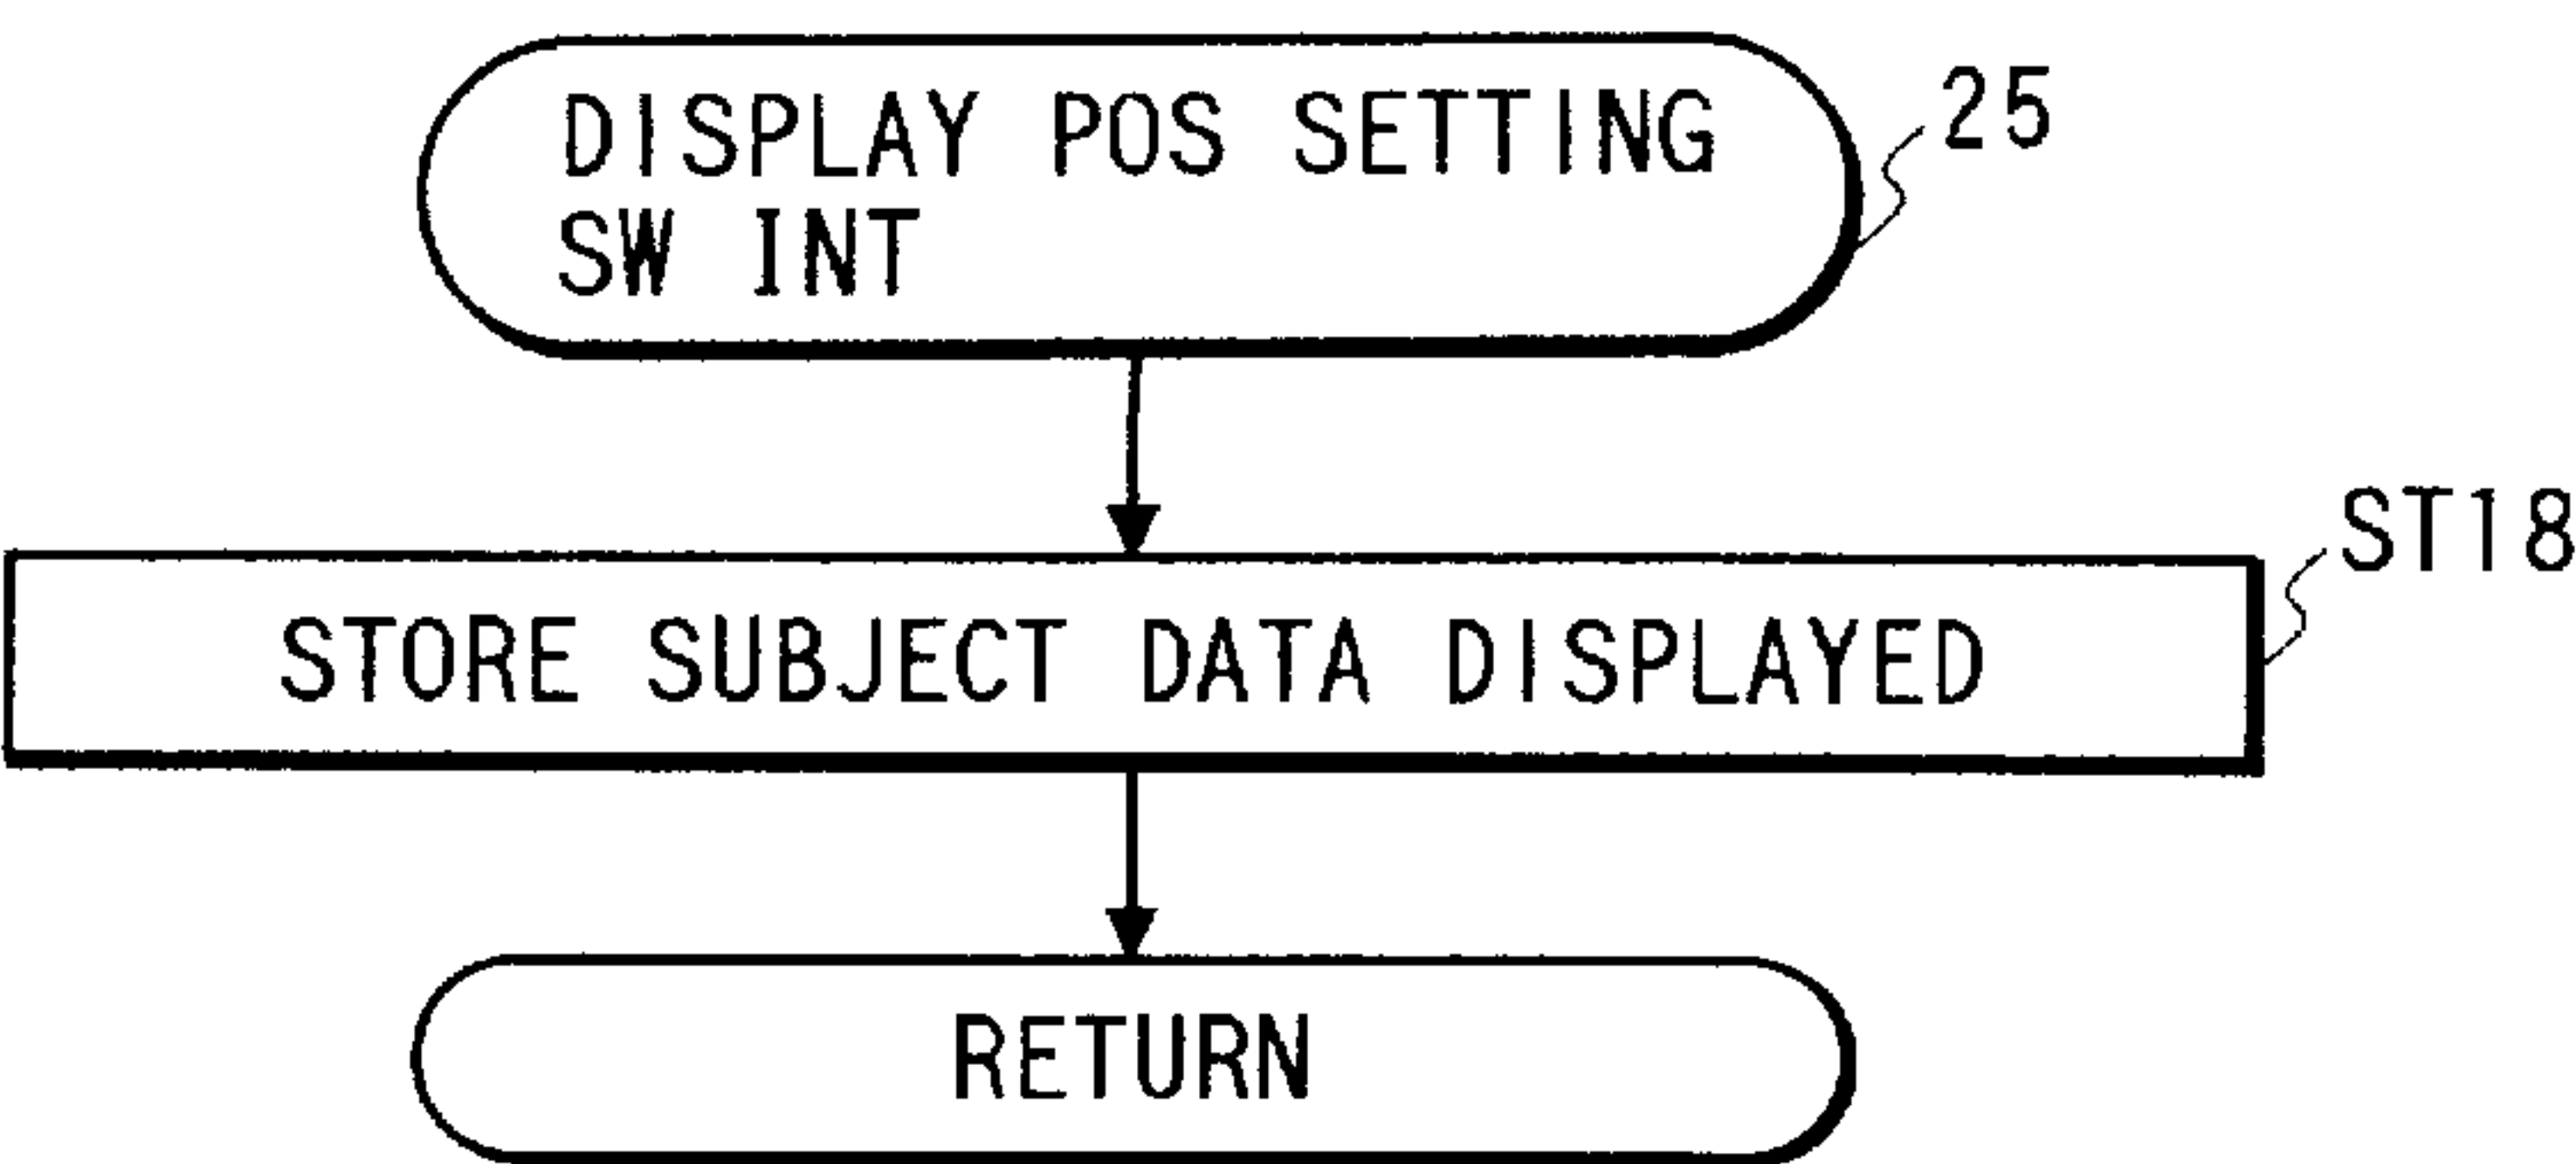 DISPLAY POS SETTING
SW INT
25
ST18
STORE SUBJECT DATA DISPLAYED
RETURN